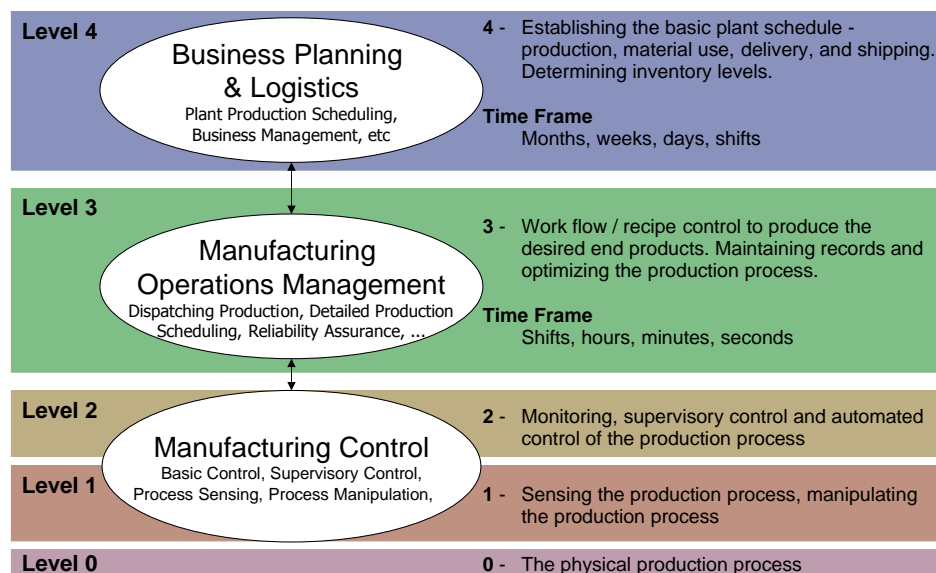 Level 4
Business Planning
& Logistics
Plant Production Scheduling,
Business Management, etc
4 - Establishing the basic plant schedule -
production, material use, delivery, and shipping.
Determining inventory levels.
Time Frame
Months, weeks, days, shifts
Level 3
Manufacturing
Operations Management
Dispatching Production, Detailed Production
Scheduling, Reliability Assurance, ...
3 - Work flow / recipe control to produce the
desired end products. Maintaining records and
optimizing the production process.
Time Frame
Shifts, hours, minutes, seconds
Level 2
Manufacturing Control
Basic Control, Supervisory Control,
Process Sensing, Process Manipulation,
2 - Monitoring, supervisory control and automated
control of the production process
Level 1
1 - Sensing the production process, manipulating
the production process
Level 0
0 - The physical production process